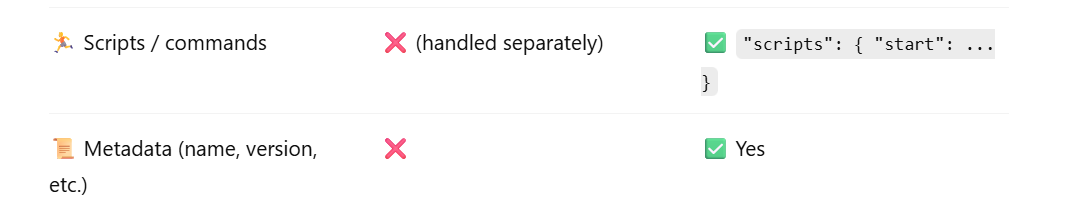 🏃 Scripts / commands ❌ (handled separately) ✅ "scripts": { "start": ...
}
📜 Metadata (name, version, ❌ ✅ Yes
etc.)